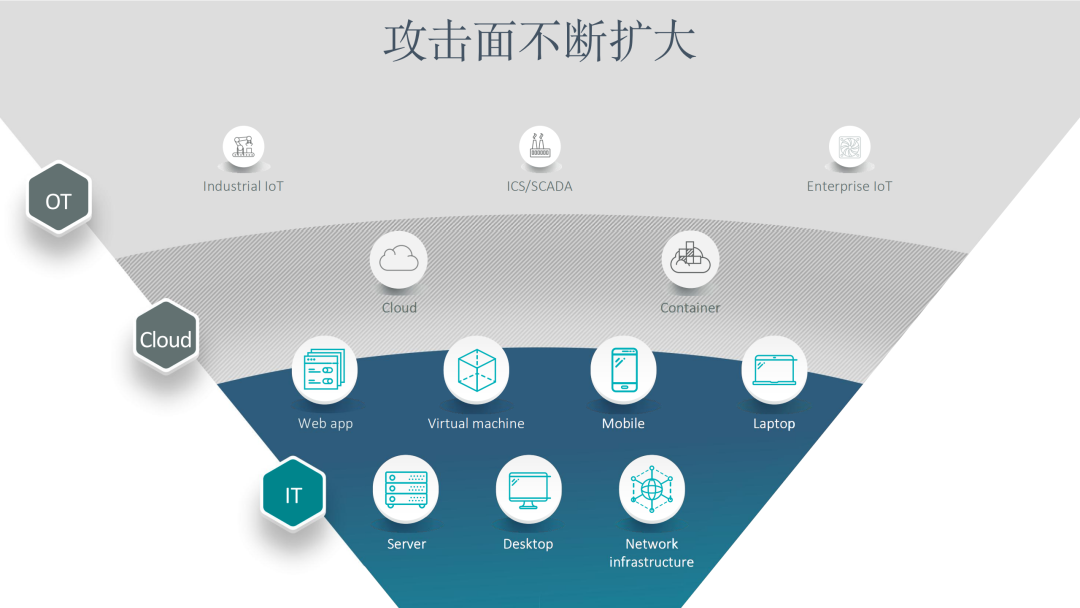 攻击面不断扩大
Industrial IoT
ICS/SCADA
Enterprise IoT
OT
Cloud
Container
Cloud
Web app
Virtual machine
Mobile
Laptop
IT
Server
Desktop
Network
infrastructure